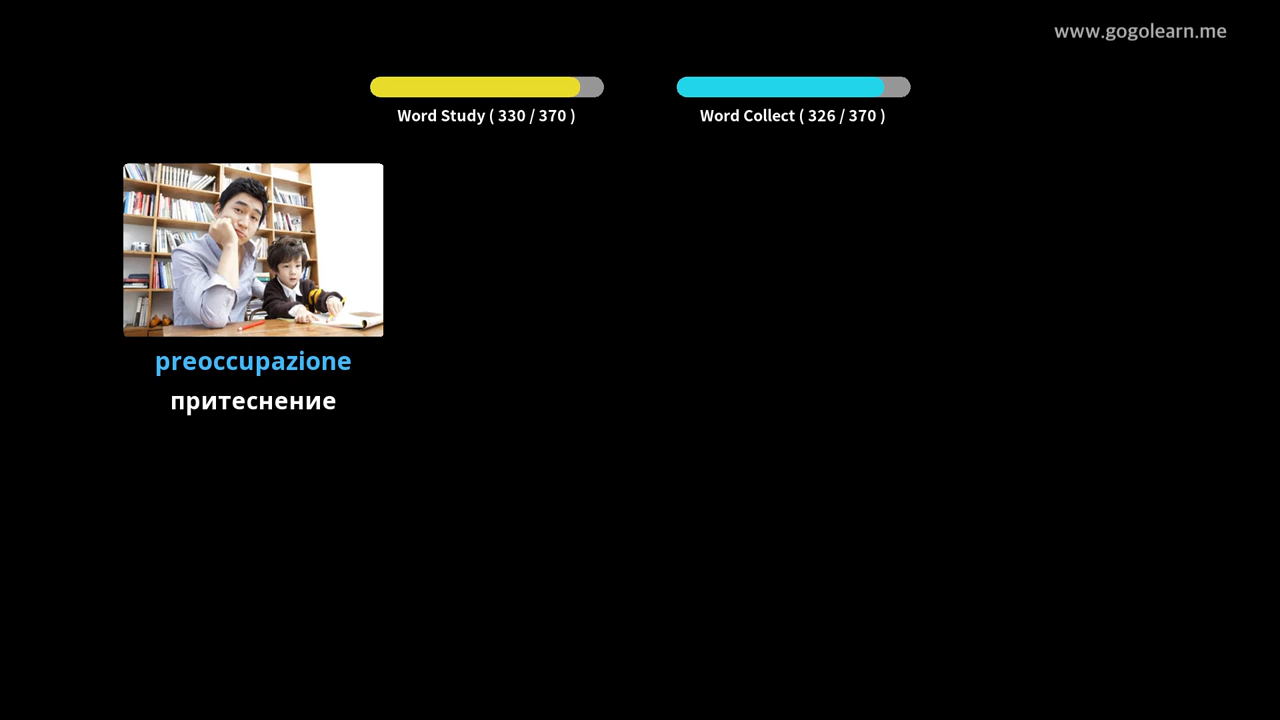 www.gogolearn.me
Word Study ( 330 / 370 )
Word Collect ( 326 / 370 )
preoccupazione
притеснение